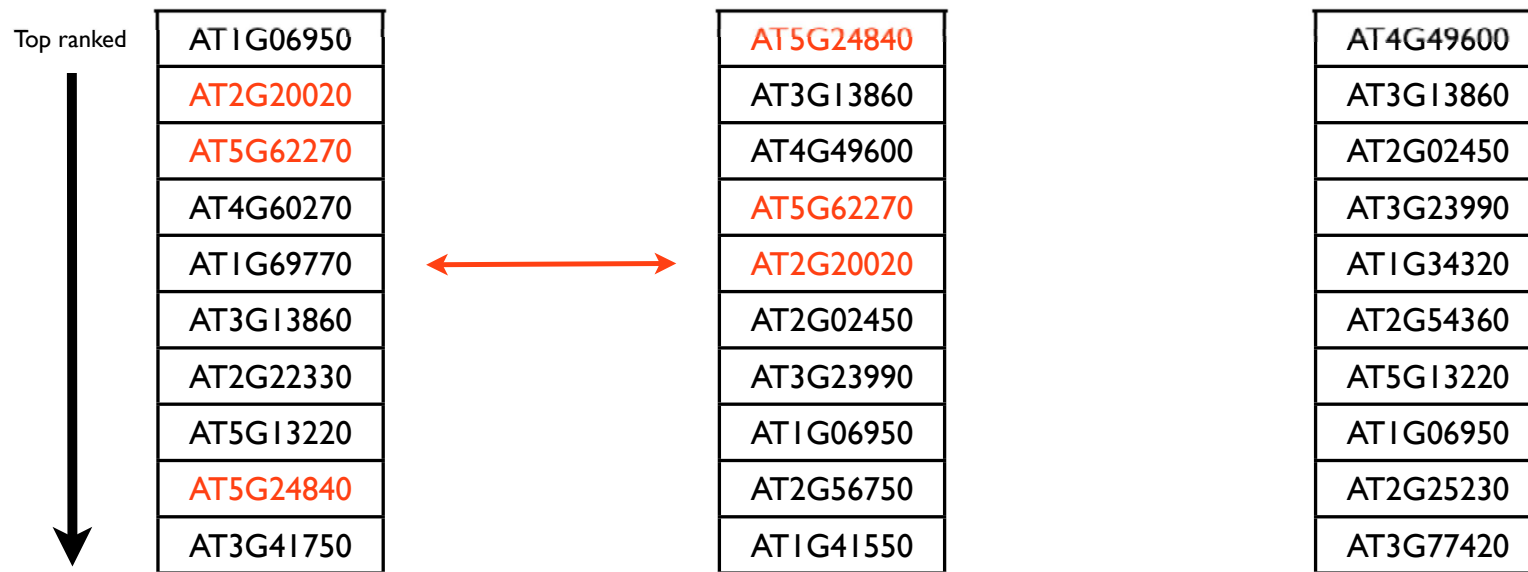 Top ranked
AT1G06950
AT2G20020
AT5G62270
AT4G60270
AT1G69770
AT3G13860
AT2G22330
AT5G13220
AT5G24840
AT3G41750
AT5G24840
AT3G13860
AT4G49600
AT5G62270
AT2G20020
AT2G02450
AT3G23990
AT1G06950
AT2G56750
AT1G41550
AT4G49600
AT3G13860
AT2G02450
AT3G23990
AT1G34320
AT2G54360
AT5G13220
AT1G06950
AT2G25230
AT3G77420